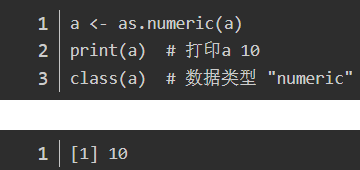 1 a <- as.numeric(a)
2 print(a)  # 打印a 10
3 class(a)  # 数据类型 "numeric"
1 [1] 10